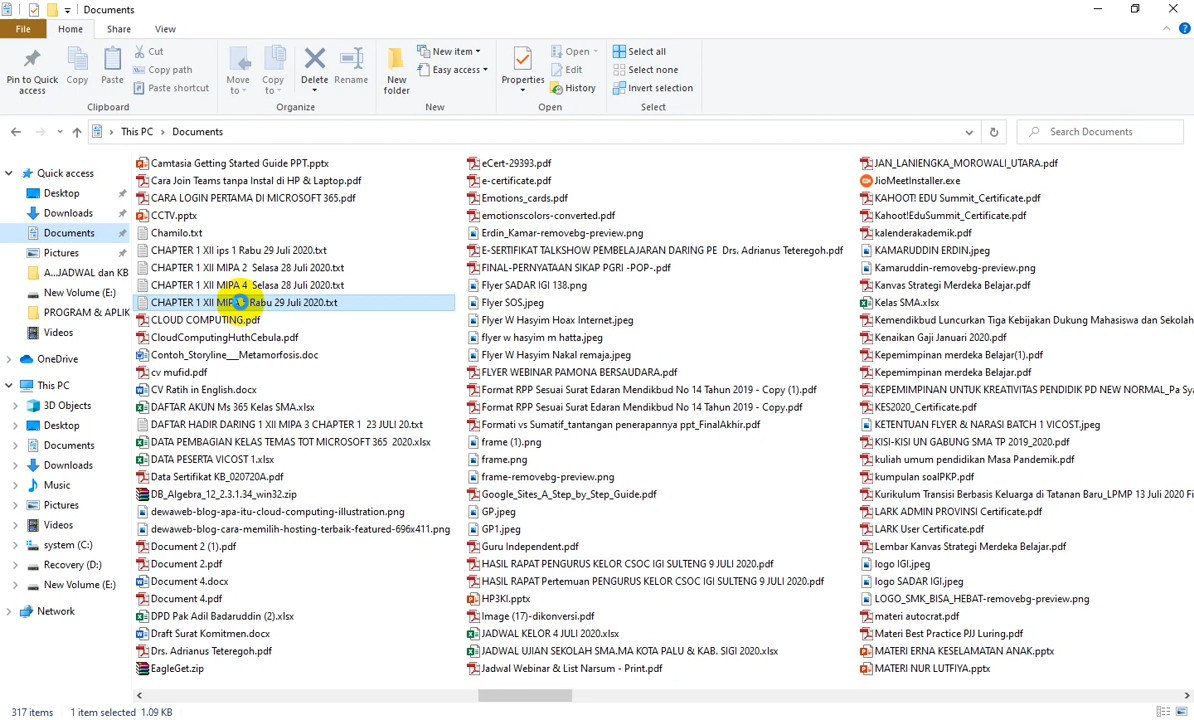 Documents
File Home Share View
Pin to Quick access
Copy
Paste
Cut
Copy path
Paste shortcut
Clipboard
Move to
Copy to
Delete
Rename
Organize
New folder
New item
Easy access
New
Properties
Open
Edit
History
Open
Select all
Select none
Invert selection
Select
This PC > Documents
Search Documents
Quick access
Desktop
Downloads
Documents
Pictures
A...JADWAL dan KB
New Volume (E:)
PROGRAM & APLIK
Videos
OneDrive
This PC
3D Objects
Desktop
Documents
Downloads
Music
Pictures
Videos
system (C:)
Recovery (D:)
New Volume (E:)
Network
Camtasia Getting Started Guide PPT.pptx
Cara Join Teams tanpa Instal di HP & Laptop.pdf
CARA LOGIN PERTAMA DI MICROSOFT 365.pdf
CCTV.pptx
Chamilo.txt
CHAPTER 1 XII ips 1 Rabu 29 Juli 2020.txt
CHAPTER 1 XII MIPA 2  Selasa 28 Juli 2020.txt
CHAPTER 1 XII MIPA 4  Selasa 28 Juli 2020.txt
CHAPTER 1 XII MIPA Rabu 29 Juli 2020.txt
CLOUD COMPUTING.pdf
CloudComputingHuthCebula.pdf
Contoh_Storyline___Metamorfosis.doc
cv mufid.pdf
CV Ratih in English.docx
DAFTAR AKUN Ms 365 Kelas SMA.xlsx
DAFTAR HADIR DARING 1 XII MIPA 3 CHAPTER 1  23 JULI 20.txt
DATA PEMBAGIAN KELAS TEMAS TOT MICROSOFT 365  2020.xlsx
DATA PESERTA VICOST 1.xlsx
Data Sertifikat KB_020720A.pdf
DB_Algebra_12_2.3.1.34_win32.zip
dewaweb-blog-apa-itu-cloud-computing-illustration.png
dewaweb-blog-cara-memilih-hosting-terbaik-featured-696x411.png
Document 2 (1).pdf
Document 2.pdf
Document 4.docx
Document 4.pdf
DPD Pak Adil Badaruddin (2).xlsx
Draft Surat Komitmen.docx
Drs. Adrianus Teteregoh.pdf
EagleGet.zip
eCert-29393.pdf
e-certificate.pdf
Emotions_cards.pdf
emotionscolors-converted.pdf
Erdin_Kamar-removebg-preview.png
E-SERTIFIKAT TALKSHOW PEMBELAJARAN DARING PE  Drs. Adrianus Teteregoh.pdf
FINAL-PERNYATAAN SIKAP PGRI -POP-.pdf
Flyer SADAR IGI 138.png
Flyer SOS.jpeg
Flyer W Hasyim Hoax Internet.jpeg
flyer w hasyim m hatta.jpeg
Flyer W Hasyim Nakal remaja.jpeg
FLYER WEBINAR PAMONA BERSAUDARA.pdf
Format RPP Sesuai Surat Edaran Mendikbud No 14 Tahun 2019 - Copy (1).pdf
Format RPP Sesuai Surat Edaran Mendikbud No 14 Tahun 2019 - Copy.pdf
Formati vs Sumatif_tantangan penerapannya ppt_FinalAkhir.pdf
frame (1).png
frame.png
frame-removebg-preview.png
Google_Sites_A_Step_by_Step_Guide.pdf
GP.jpeg
GP1.jpeg
Guru Independent.pdf
HASIL RAPAT PENGURUS KELOR CSOC IGI SULTENG 9 JULI 2020.pdf
HASIL RAPAT Pertemuan PENGURUS KELOR CSOC IGI SULTENG 9 JULI 2020.pdf
HP3KI.pptx
Image (17)-dikonversi.pdf
JADWAL KELOR 4 JULI 2020.xlsx
JADWAL UJIAN SEKOLAH SMA.MA KOTA PALU & KAB. SIGI 2020.xlsx
Jadwal Webinar & List Narsum - Print.pdf
JAN_LANIENGKA_MOROWALI_UTARA.pdf
JioMeetInstaller.exe
KAHOOT! EDU Summit_Certificate.pdf
Kahoot!EduSummit_Certificate.pdf
kalenderakademik.pdf
KAMARUDDIN ERDIN.jpeg
Kamaruddin-removebg-preview.png
Kanvas Strategi Merdeka Belajar.pdf
Kelas SMA.xlsx
Kemendikbud Luncurkan Tiga Kebijakan Dukung Mahasiswa dan Sekolah
Kenaikan Gaji Januari 2020.pdf
Kepemimpinan merdeka Belajar(1).pdf
Kepemimpinan merdeka Belajar.pdf
KEPEMIMPINAN UNTUK KREATIVITAS PENDIDIK PD NEW NORMAL_Pa Sya
KES2020_Certificate.pdf
KETENTUAN FLYER & NARASI BATCH 1 VICOST.jpeg
KISI-KISI UN GABUNG SMA TP 2019_2020.pdf
kuliah umum pendidikan Masa Pandemik.pdf
kumpulan soalPKP.pdf
Kurikulum Transisi Berbasis Keluarga di Tatanan Baru_LPMP 13 Juli 2020 Fi
LARK ADMIN PROVINSI Certificat.pdf
LARK User Certificate.pdf
Lembar Kanvas Strategi Merdeka Belajar.pdf
logo IGI.jpeg
logo SADAR IGI.jpeg
LOGO_SMK_BISA_HEBAT-removebg-preview.png
materi autocrat.pdf
Materi Best Practice PJJ Luring.pdf
MATERI ERNA KESELAMATAN ANAK.pptx
MATERI NUR LUTFIYA.pptx
317 items
1 item selected  1.09 KB